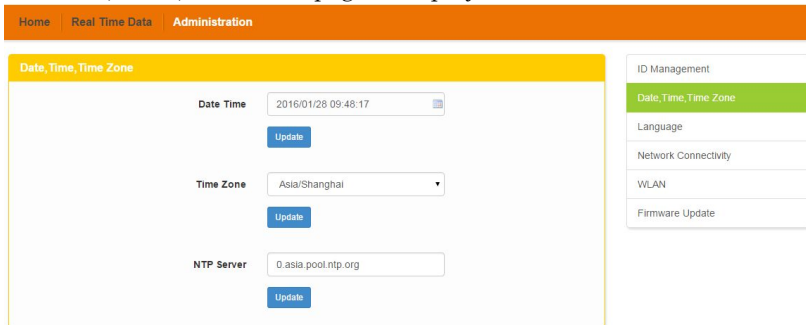 Home Real Time Data Administration
Date,Time,Time Zone
Date Time 2016/01/28 09:48:17
Update
Time Zone Asia/Shanghai
Update
NTP Server 0.asia.pool.ntp.org
Update
ID Management
Date,Time,Time Zone
Language
Network Connectivity
WLAN
Firmware Update